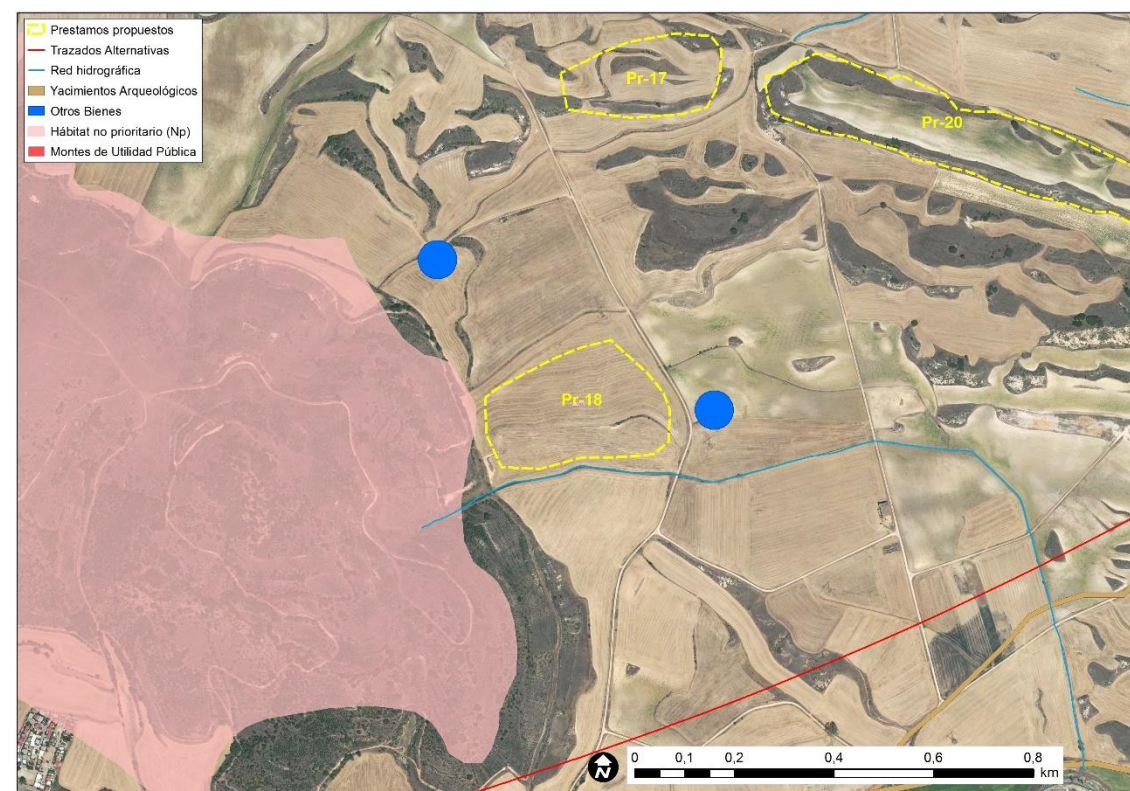 Prestamos propuestos
Trazados Alternativas
Red hidrográfica
Yacimientos Arqueológicos
Otros Bienes
Hábitat no prioritario (Np)
Montes de Utilidad Pública
Pr-17
Pr-20
Pr-18
N
0 0,1 0,2 0,4 0,6 0,8
km